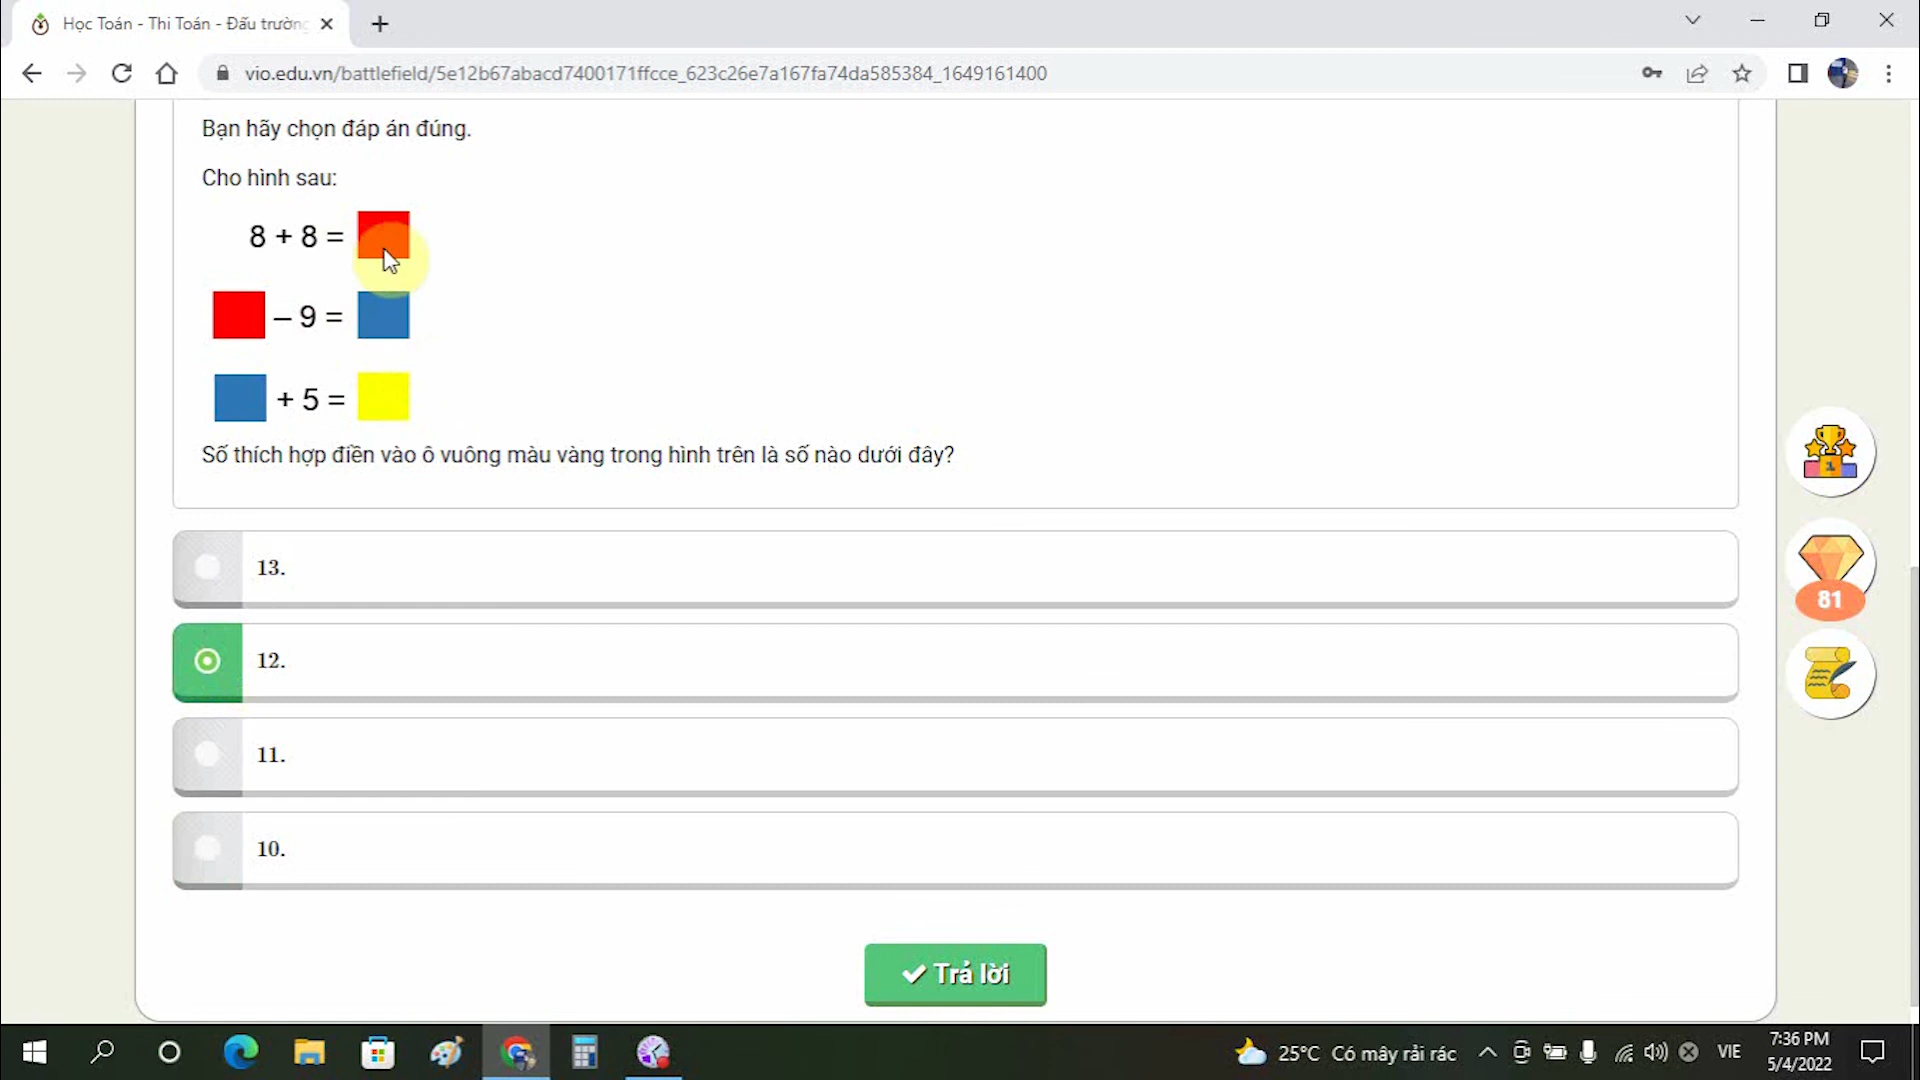 Học Toán - Thi Toán - Đấu trườn
vio.edu.vn/battlefield/5e12b67abacd7400171ffcce_623c26e7a167fa74da585384_1649161400
Bạn hãy chọn đáp án đúng.
Cho hình sau:
8 + 8 =
– 9 =
+ 5 =
Số thích hợp điền vào ô vuông màu vàng trong hình trên là số nào dưới đây?
13.
12.
11.
10.
Trả lời
1
81
25°C Có mây rải rác
VIE
7:36 PM
5/4/2022